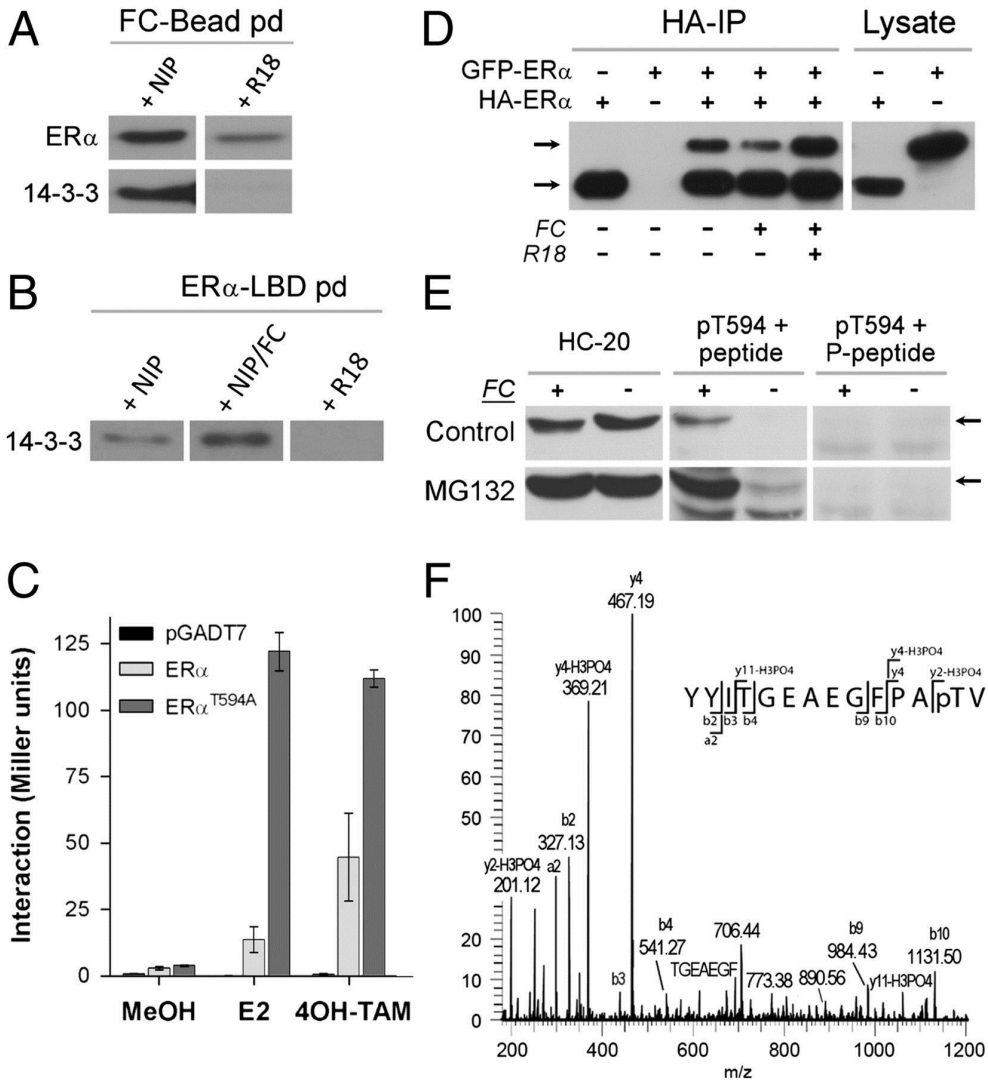 A
FC-Bead pd
+ NIP
+ R18
ERα
14-3-3
B
ERα-LBD pd
+ NIP
+ NIP/FC
+ R18
14-3-3
C
Interaction (Miller units)
125
100
75
50
25
0
pGADT7
ERα
ERαT594A
MeOH E2 4OH-TAM
D
HA-IP Lysate
GFP-ERα - + + + + - +
HA-ERα + - + + + + -
FC - - - + +
R18 - - - - +
E
HC-20
pT594 +
peptide
pT594 +
P-peptide
FC + - + - + -
Control
MG132
F
100
90
80
70
60
50
20
10
0
y4
467.19
y4-H3PO4
369.21
b2
327.13
y2-H3PO4
201.12
a2
b3
b4
541.27
TGEAEGF
706.44
773.38
890.56
b9
984.43
y11-H3PO4
b10
1131.50
y4-H3PO4
y11-H3PO4 y4 y2-H3PO4
Y Y I T G E A E G F P A pT V
b2 b3 b4 b9 b10
a2
200 400 600 800 1000 1200
m/z